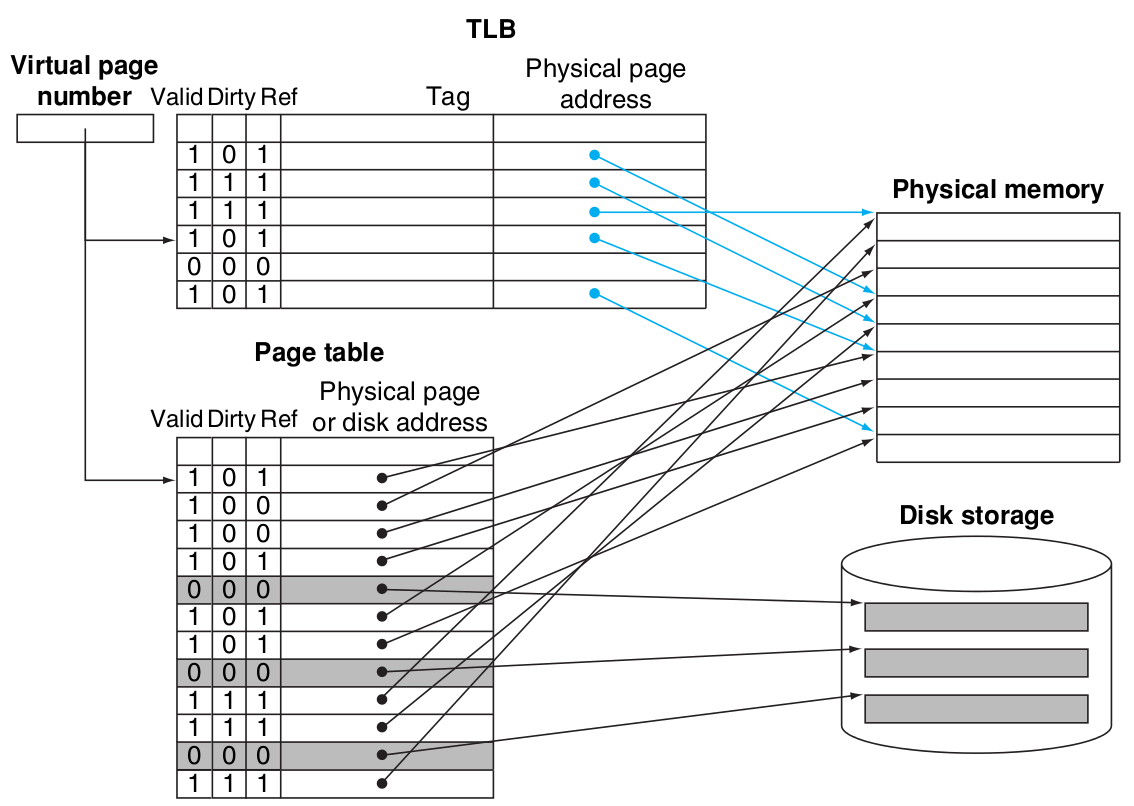 TLB
Virtual page
number
Valid Dirty Ref
Tag
Physical page
address
1 0 1
1 1 1
1 1 1
1 0 1
0 0 0
1 0 1
Physical memory
Page table
Physical page
or disk address
Valid Dirty Ref
1 0 1
1 0 0
1 0 0
1 0 1
0 0 0
1 0 1
1 0 1
0 0 0
1 1 1
1 1 1
0 0 0
1 1 1
Disk storage